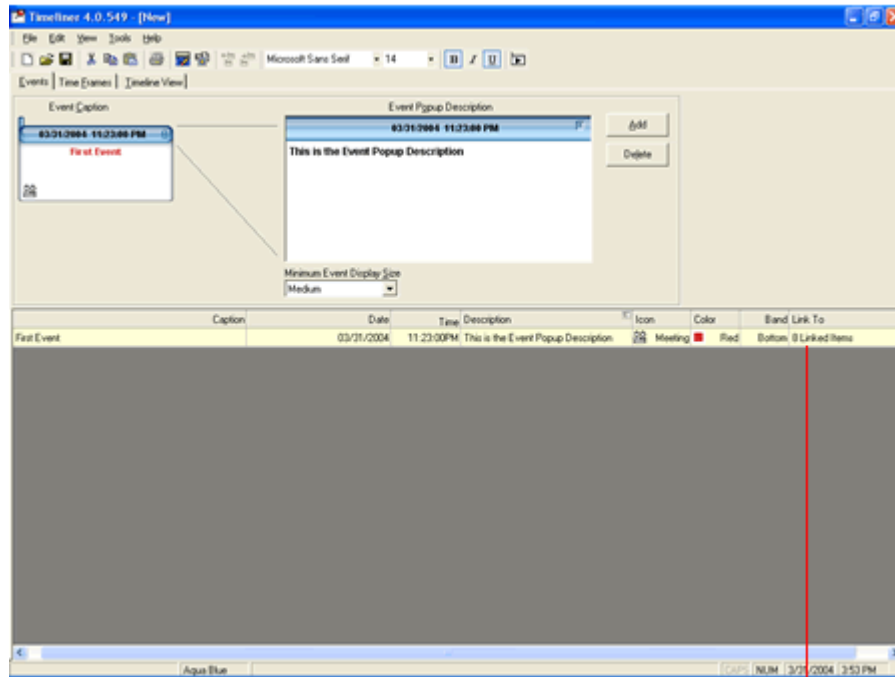 Timeliner 4.0.549 - [New]
File Edit View Tools Help
Microsoft Sans Serif 14 B I U
Events Time Frames Timeline View
Event Caption
03/31/2004 11:23:00 PM
First Event
Event Popup Description
03/31/2004 11:23:00 PM
This is the Event Popup Description
Add
Delete
Minimum Event Display Size
Medium
Caption Date Time Description Icon Color Band Link To
First Event 03/31/2004 11:23:00PM This is the Event Popup Description Meeting Red Bottom 0 Linked Items
Aqua Blue CAPS NUM 3/31/2004 3:53 PM